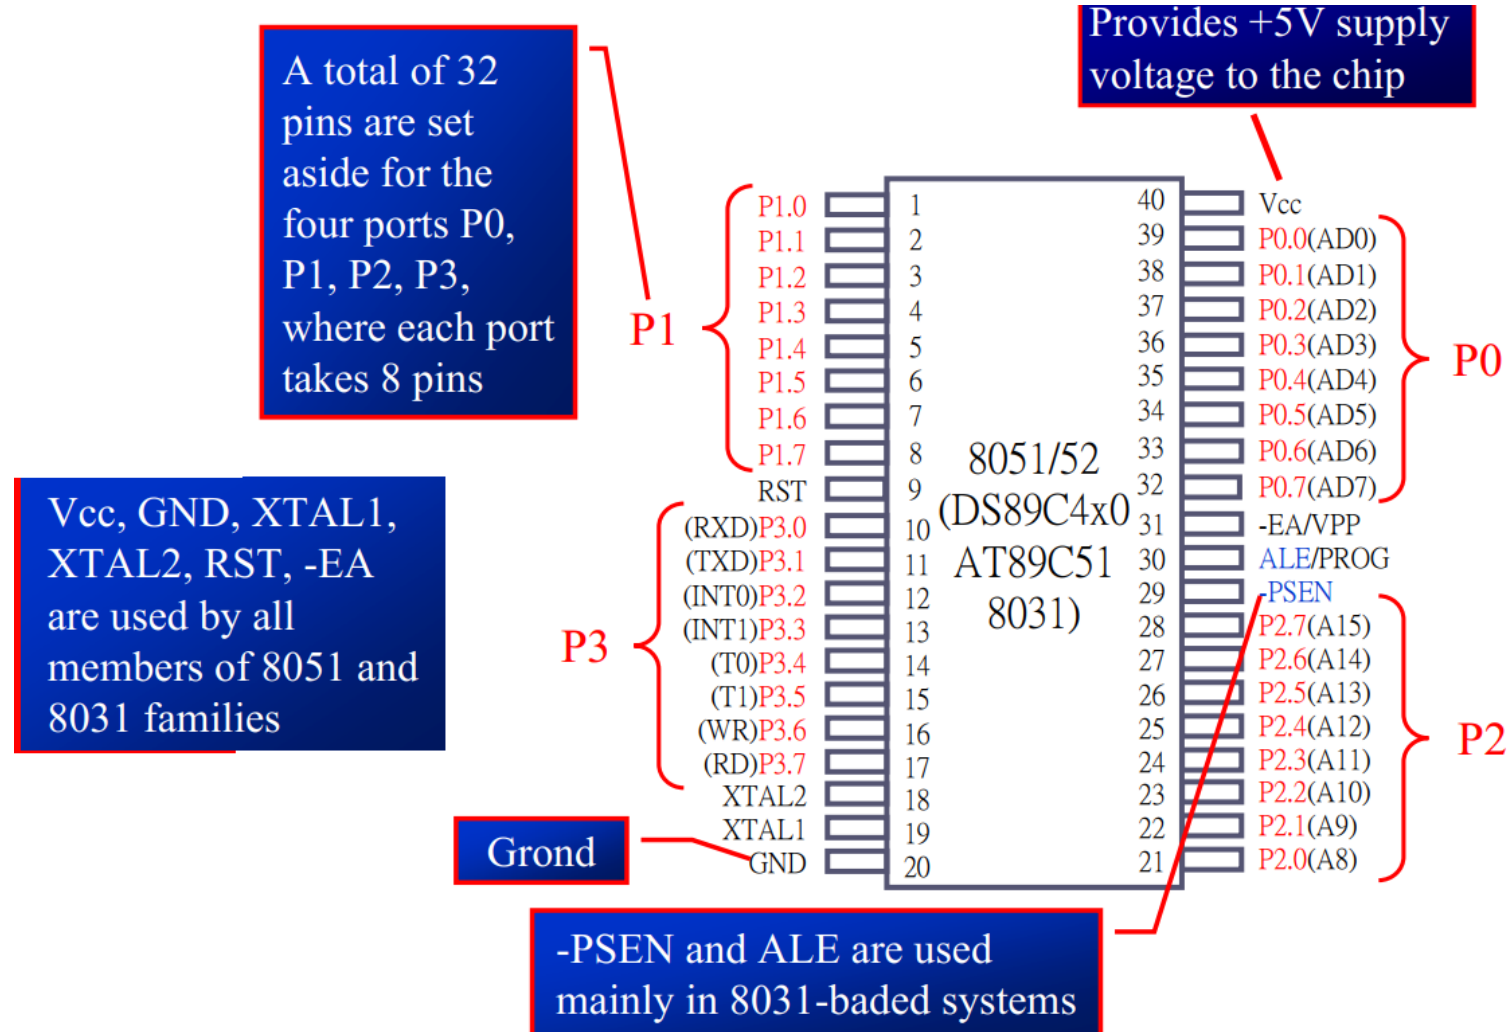 A total of 32
pins are set
aside for the
four ports P0,
P1, P2, P3,
where each port
takes 8 pins
Provides +5V supply
voltage to the chip
Vcc, GND, XTAL1,
XTAL2, RST, -EA
are used by all
members of 8051 and
8031 families
P1
P1.0 1
P1.1 2
P1.2 3
P1.3 4
P1.4 5
P1.5 6
P1.6 7
P1.7 8
RST 9
P3
(RXD)P3.0 10
(TXD)P3.1 11
(INT0)P3.2 12
(INT1)P3.3 13
(T0)P3.4 14
(T1)P3.5 15
(WR)P3.6 16
(RD)P3.7 17
XTAL2 18
XTAL1 19
GND 20
8051/52
(DS89C4x0
AT89C51
8031)
40 Vcc
39 P0.0(AD0)
38 P0.1(AD1)
37 P0.2(AD2)
36 P0.3(AD3)
35 P0.4(AD4)
34 P0.5(AD5)
33 P0.6(AD6)
32 P0.7(AD7)
P0
31 -EA/VPP
30 ALE/PROG
29 -PSEN
28 P2.7(A15)
27 P2.6(A14)
26 P2.5(A13)
25 P2.4(A12)
24 P2.3(A11)
23 P2.2(A10)
22 P2.1(A9)
21 P2.0(A8)
P2
Grond
-PSEN and ALE are used
mainly in 8031-baded systems